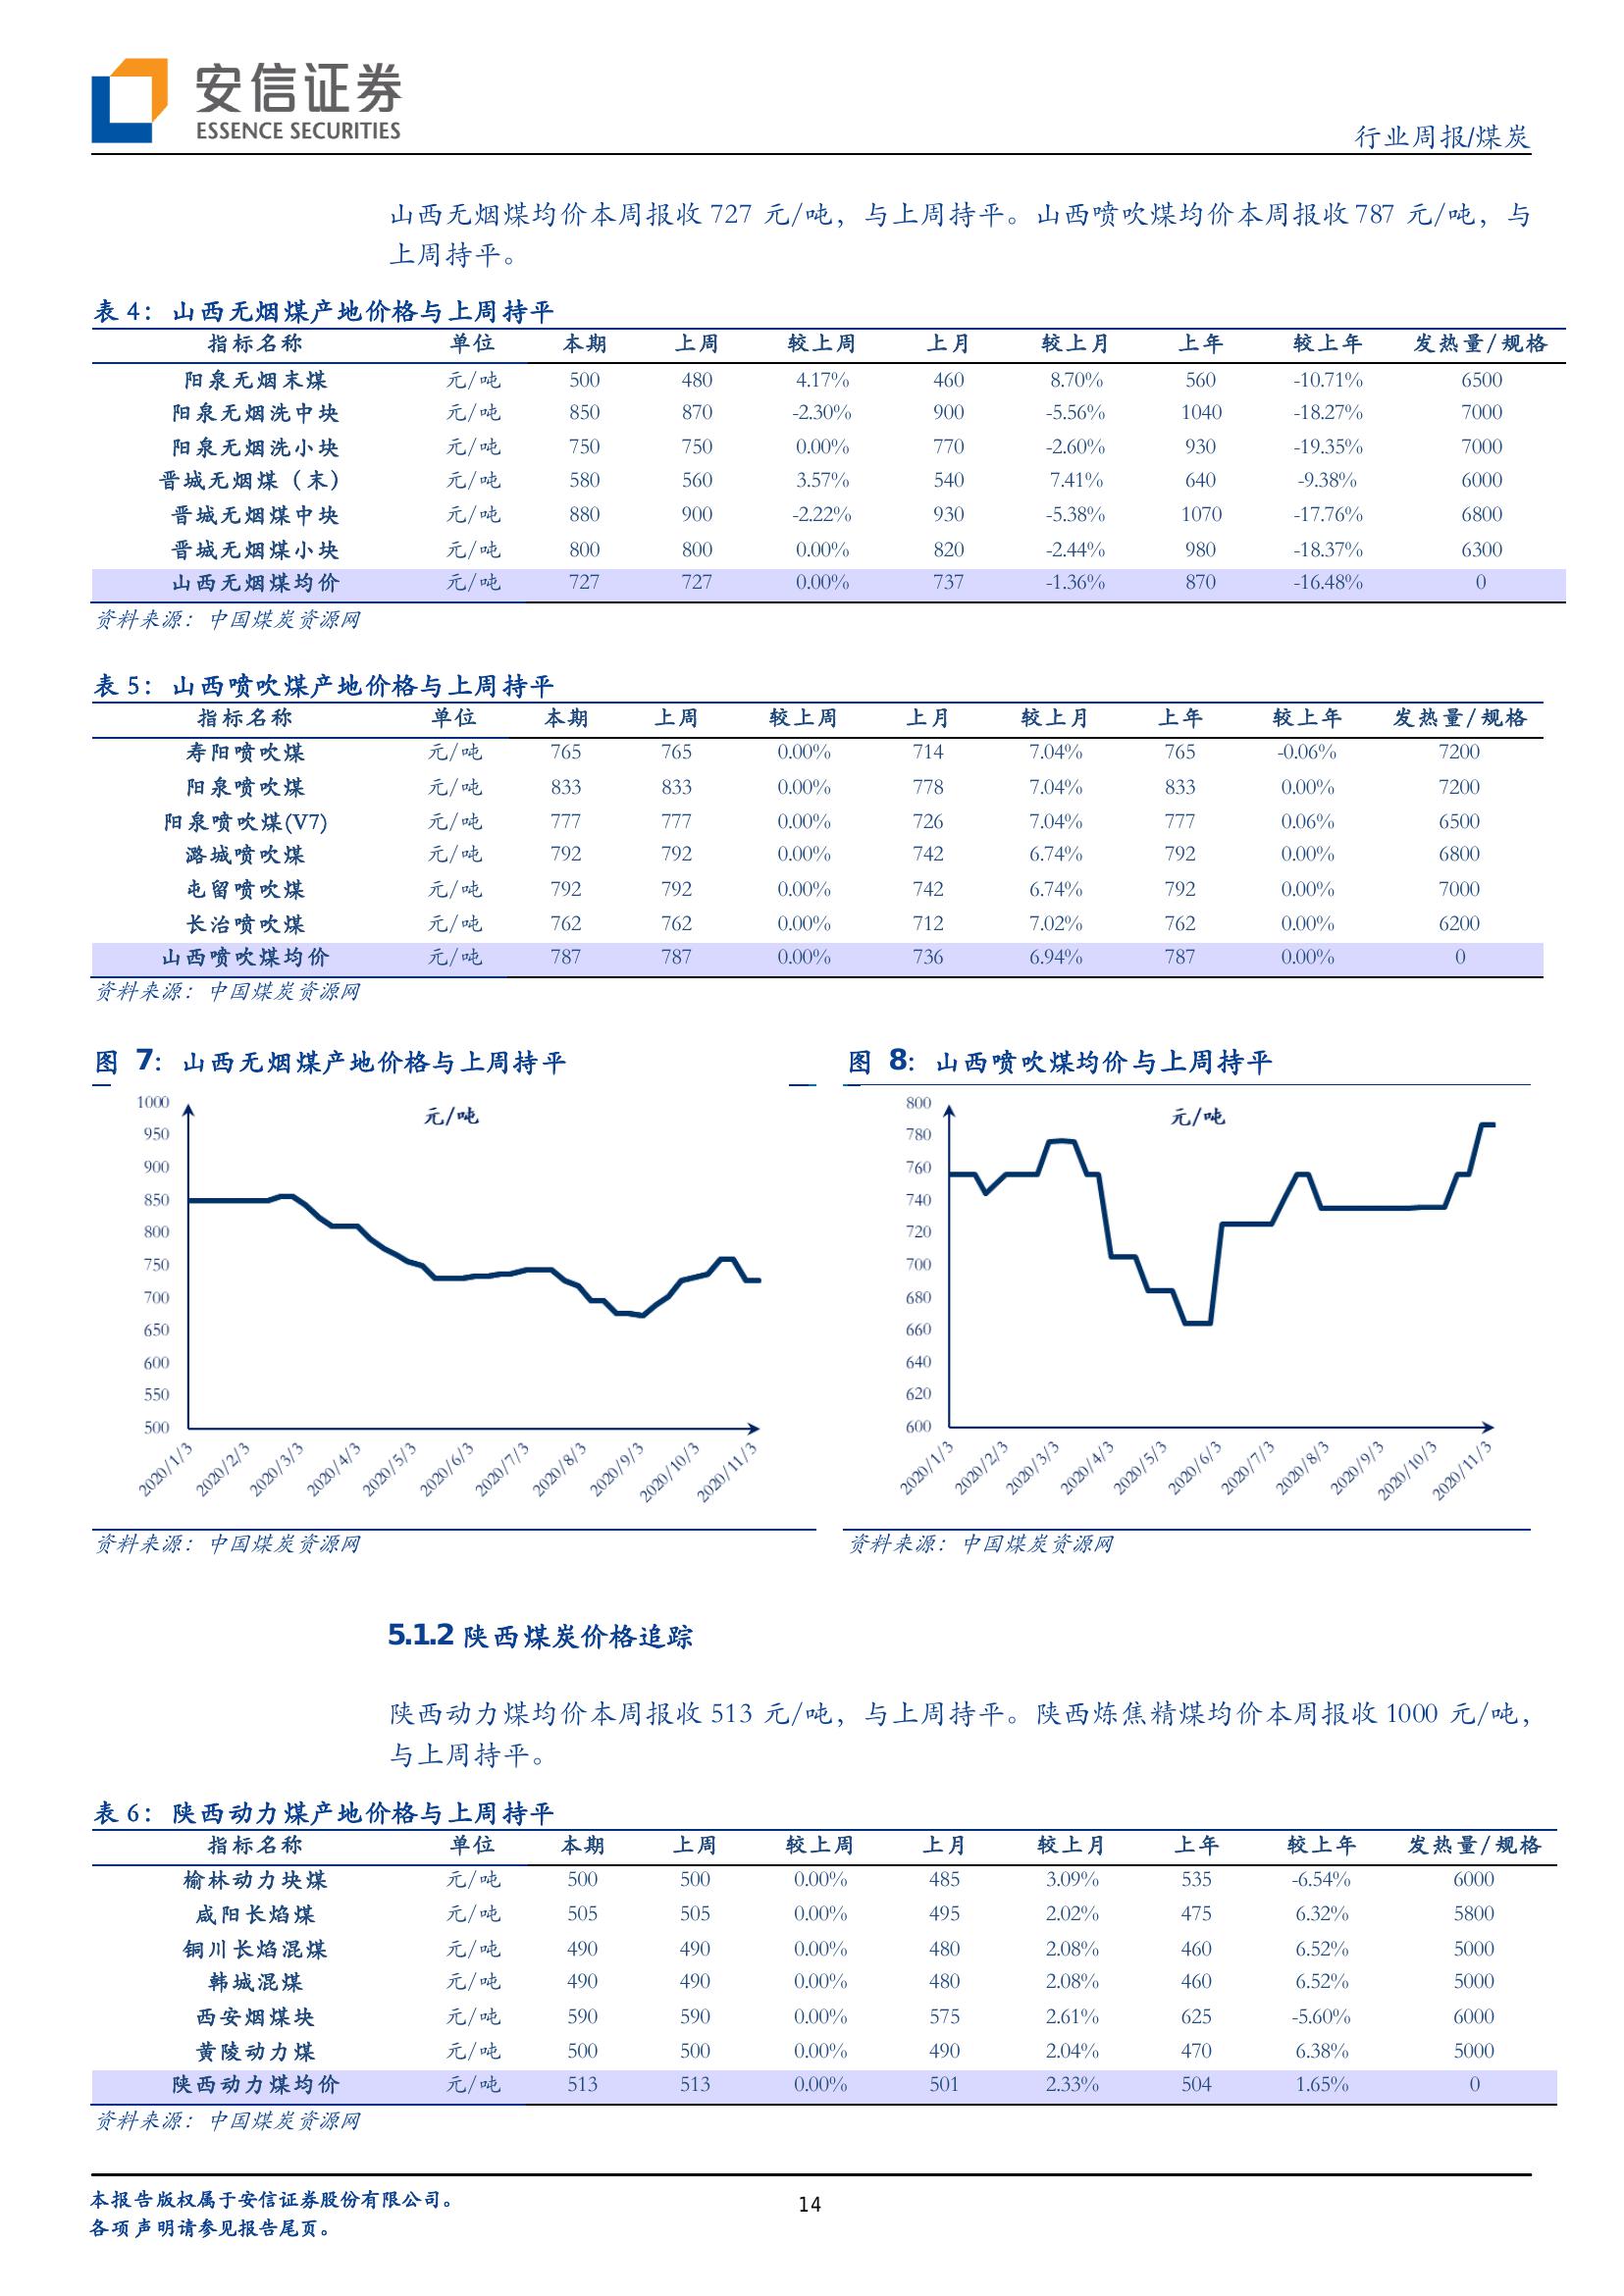 安信证券
ESSENCE SECURITIES
行业周报/煤炭
山西无烟煤均价本周报收 727 元/吨，与上周持平。山西喷吹煤均价本周报收 787 元/吨，与
上周持平。
表 4：山西无烟煤产地价格与上周持平
指标名称 单位 本期 上周 较上周 上月 较上月 上年 较上年 发热量/规格
阳泉无烟末煤 元/吨 500 480 4.17% 460 8.70% 560 -10.71% 6500
阳泉无烟洗中块 元/吨 850 870 -2.30% 900 -5.56% 1040 -18.27% 7000
阳泉无烟洗小块 元/吨 750 750 0.00% 770 -2.60% 930 -19.35% 7000
晋城无烟煤（末） 元/吨 580 560 3.57% 540 7.41% 640 -9.38% 6000
晋城无烟煤中块 元/吨 880 900 -2.22% 930 -5.38% 1070 -17.76% 6800
晋城无烟煤小块 元/吨 800 800 0.00% 820 -2.44% 980 -18.37% 6300
山西无烟煤均价 元/吨 727 727 0.00% 737 -1.36% 870 -16.48% 0
资料来源：中国煤炭资源网
表 5：山西喷吹煤产地价格与上周持平
指标名称 单位 本期 上周 较上周 上月 较上月 上年 较上年 发热量/规格
寿阳喷吹煤 元/吨 765 765 0.00% 714 7.04% 765 -0.06% 7200
阳泉喷吹煤 元/吨 833 833 0.00% 778 7.04% 833 0.00% 7200
阳泉喷吹煤(V7) 元/吨 777 777 0.00% 726 7.04% 777 0.06% 6500
潞城喷吹煤 元/吨 792 792 0.00% 742 6.74% 792 0.00% 6800
屯留喷吹煤 元/吨 792 792 0.00% 742 6.74% 792 0.00% 7000
长治喷吹煤 元/吨 762 762 0.00% 712 7.02% 762 0.00% 6200
山西喷吹煤均价 元/吨 787 787 0.00% 736 6.94% 787 0.00% 0
资料来源：中国煤炭资源网
图 7：山西无烟煤产地价格与上周持平
元/吨
1000
950
900
850
800
750
700
650
600
550
500
2020/1/3 2020/2/3 2020/3/3 2020/4/3 2020/5/3 2020/6/3 2020/7/3 2020/8/3 2020/9/3 2020/10/3 2020/11/3
资料来源：中国煤炭资源网
图 8：山西喷吹煤均价与上周持平
元/吨
800
780
760
740
720
700
680
660
640
620
600
2020/1/3 2020/2/3 2020/3/3 2020/4/3 2020/5/3 2020/6/3 2020/7/3 2020/8/3 2020/9/3 2020/10/3 2020/11/3
资料来源：中国煤炭资源网
5.1.2 陕西煤炭价格追踪
陕西动力煤均价本周报收 513 元/吨，与上周持平。陕西炼焦精煤均价本周报收 1000 元/吨，
与上周持平。
表 6：陕西动力煤产地价格与上周持平
指标名称 单位 本期 上周 较上周 上月 较上月 上年 较上年 发热量/规格
榆林动力块煤 元/吨 500 500 0.00% 485 3.09% 535 -6.54% 6000
咸阳长焰煤 元/吨 505 505 0.00% 495 2.02% 475 6.32% 5800
铜川长焰混煤 元/吨 490 490 0.00% 480 2.08% 460 6.52% 5000
韩城混煤 元/吨 490 490 0.00% 480 2.08% 460 6.52% 5000
西安烟煤块 元/吨 590 590 0.00% 575 2.61% 625 -5.60% 6000
黄陵动力煤 元/吨 500 500 0.00% 490 2.04% 470 6.38% 5000
陕西动力煤均价 元/吨 513 513 0.00% 501 2.33% 504 1.65% 0
资料来源：中国煤炭资源网
本报告版权属于安信证券股份有限公司。
各项声明请参见报告尾页。
14